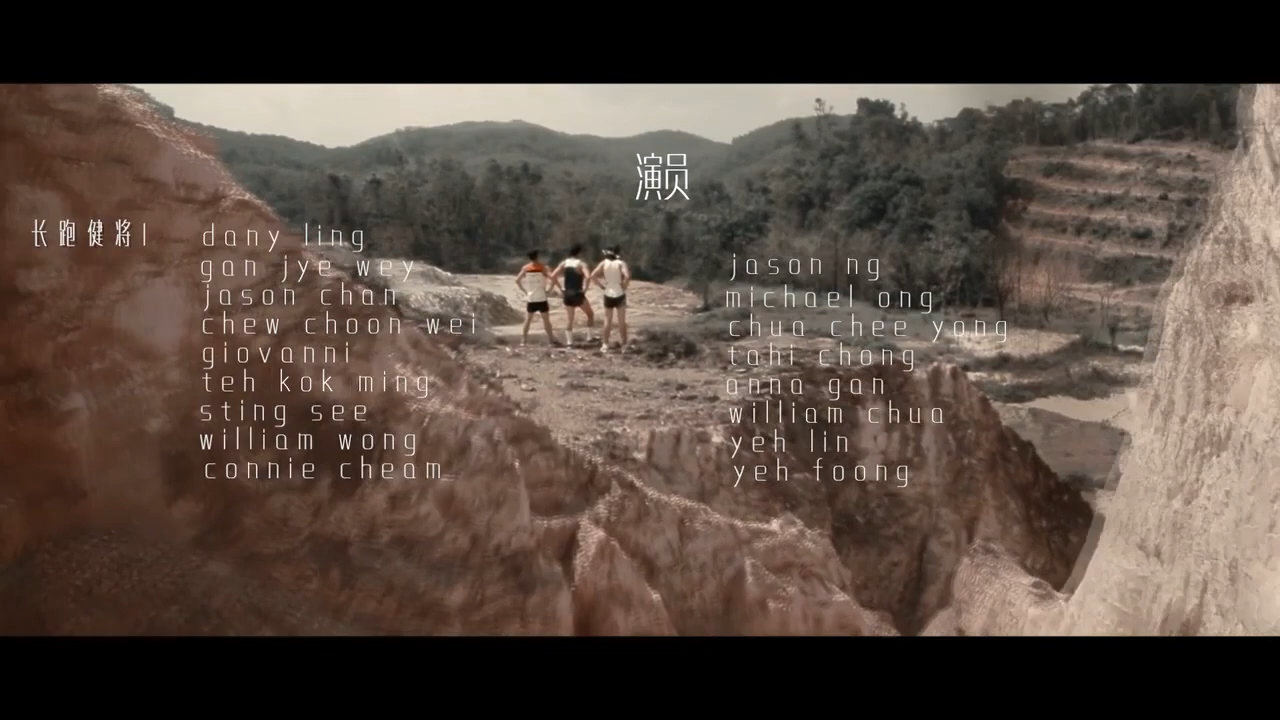 演员
长跑健将1
dany ling
gan jye wey
jason chan
chew choon wei
giovanni
teh kok ming
sting see
william wong
connie cheam
jason ng
michael ong
chua chee yang
tahi chong
anna gan
william chua
yeh lin
yeh foong